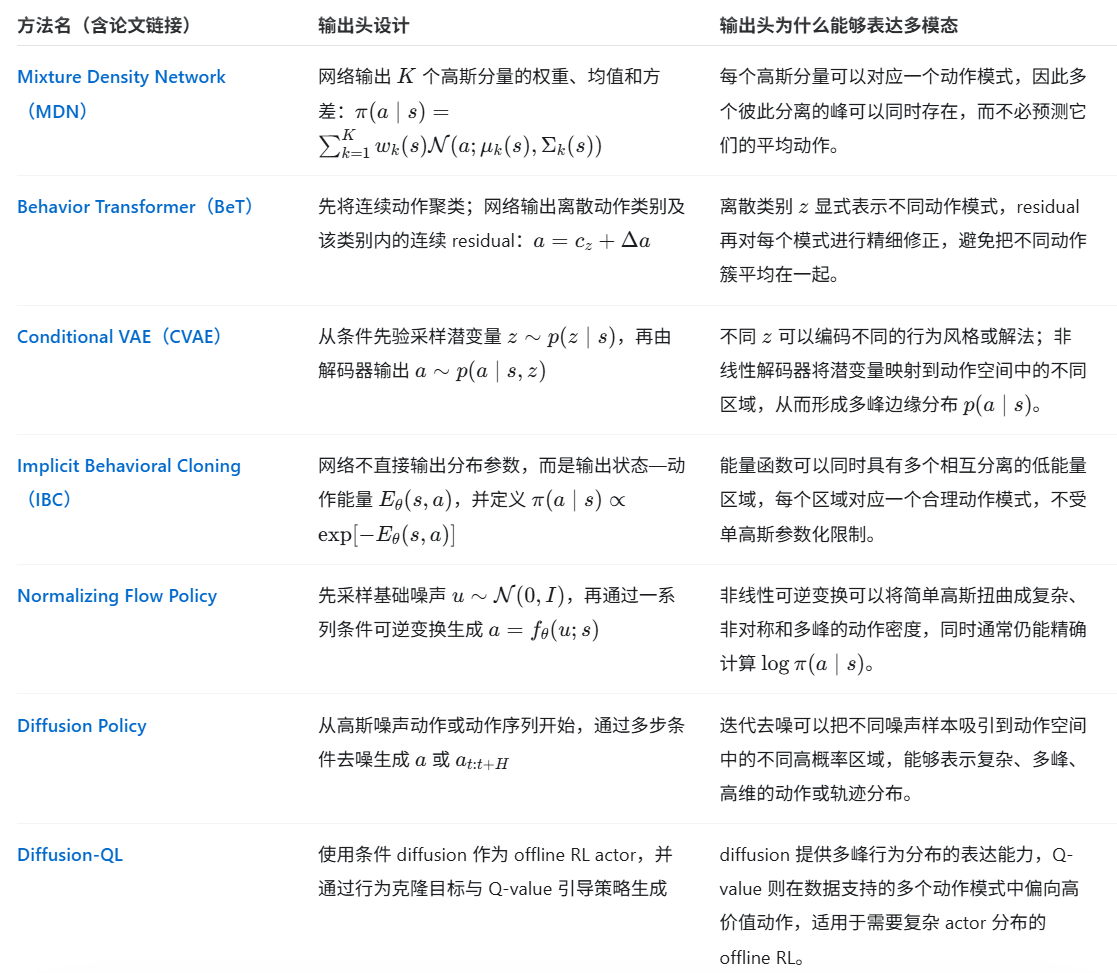 方法名（含论文链接） 输出头设计 输出头为什么能够表达多模态
Mixture Density Network
（MDN）
网络输出 K 个高斯分量的权重、均值和方
差：π(a | s) =
∑_{k=1}^{K} w_k(s)𝒩(a; μ_k(s), Σ_k(s))
每个高斯分量可以对应一个动作模式，因此多
个彼此分离的峰可以同时存在，而不必预测它
们的平均动作。
Behavior Transformer（BeT）
先将连续动作聚类；网络输出离散动作类别及
该类别内的连续 residual：a = c_z + Δa
离散类别 z 显式表示不同动作模式，residual
再对每个模式进行精细修正，避免把不同动作
簇平均在一起。
Conditional VAE（CVAE）
从条件先验采样潜变量 z ∼ p(z | s)，再由
解码器输出 a ∼ p(a | s, z)
不同 z 可以编码不同的行为风格或解法；非
线性解码器将潜变量映射到动作空间中的不同
区域，从而形成多峰边缘分布 p(a | s)。
Implicit Behavioral Cloning
（IBC）
网络不直接输出分布参数，而是输出状态—动
作能量 E_θ(s, a)，并定义 π(a | s) ∝
exp[−E_θ(s, a)]
能量函数可以同时具有多个相互分离的低能量
区域，每个区域对应一个合理动作模式，不受
单高斯参数化限制。
Normalizing Flow Policy
先采样基础噪声 u ∼ 𝒩(0, I)，再通过一系
列条件可逆变换生成 a = f_θ(u; s)
非线性可逆变换可以将简单高斯扭曲成复杂、
非对称和多峰的动作密度，同时通常仍能精确
计算 log π(a | s)。
Diffusion Policy
从高斯噪声动作或动作序列开始，通过多步条
件去噪生成 a 或 a_{t:t+H}
迭代去噪可以把不同噪声样本吸引到动作空间
中的不同高概率区域，能够表示复杂、多峰、
高维的动作或轨迹分布。
Diffusion-QL
使用条件 diffusion 作为 offline RL actor，并
通过行为克隆目标与 Q-value 引导策略生成
diffusion 提供多峰行为分布的表达能力，Q-
value 则在数据支持的多个动作模式中偏向高
价值动作，适用于需要复杂 actor 分布的
offline RL。